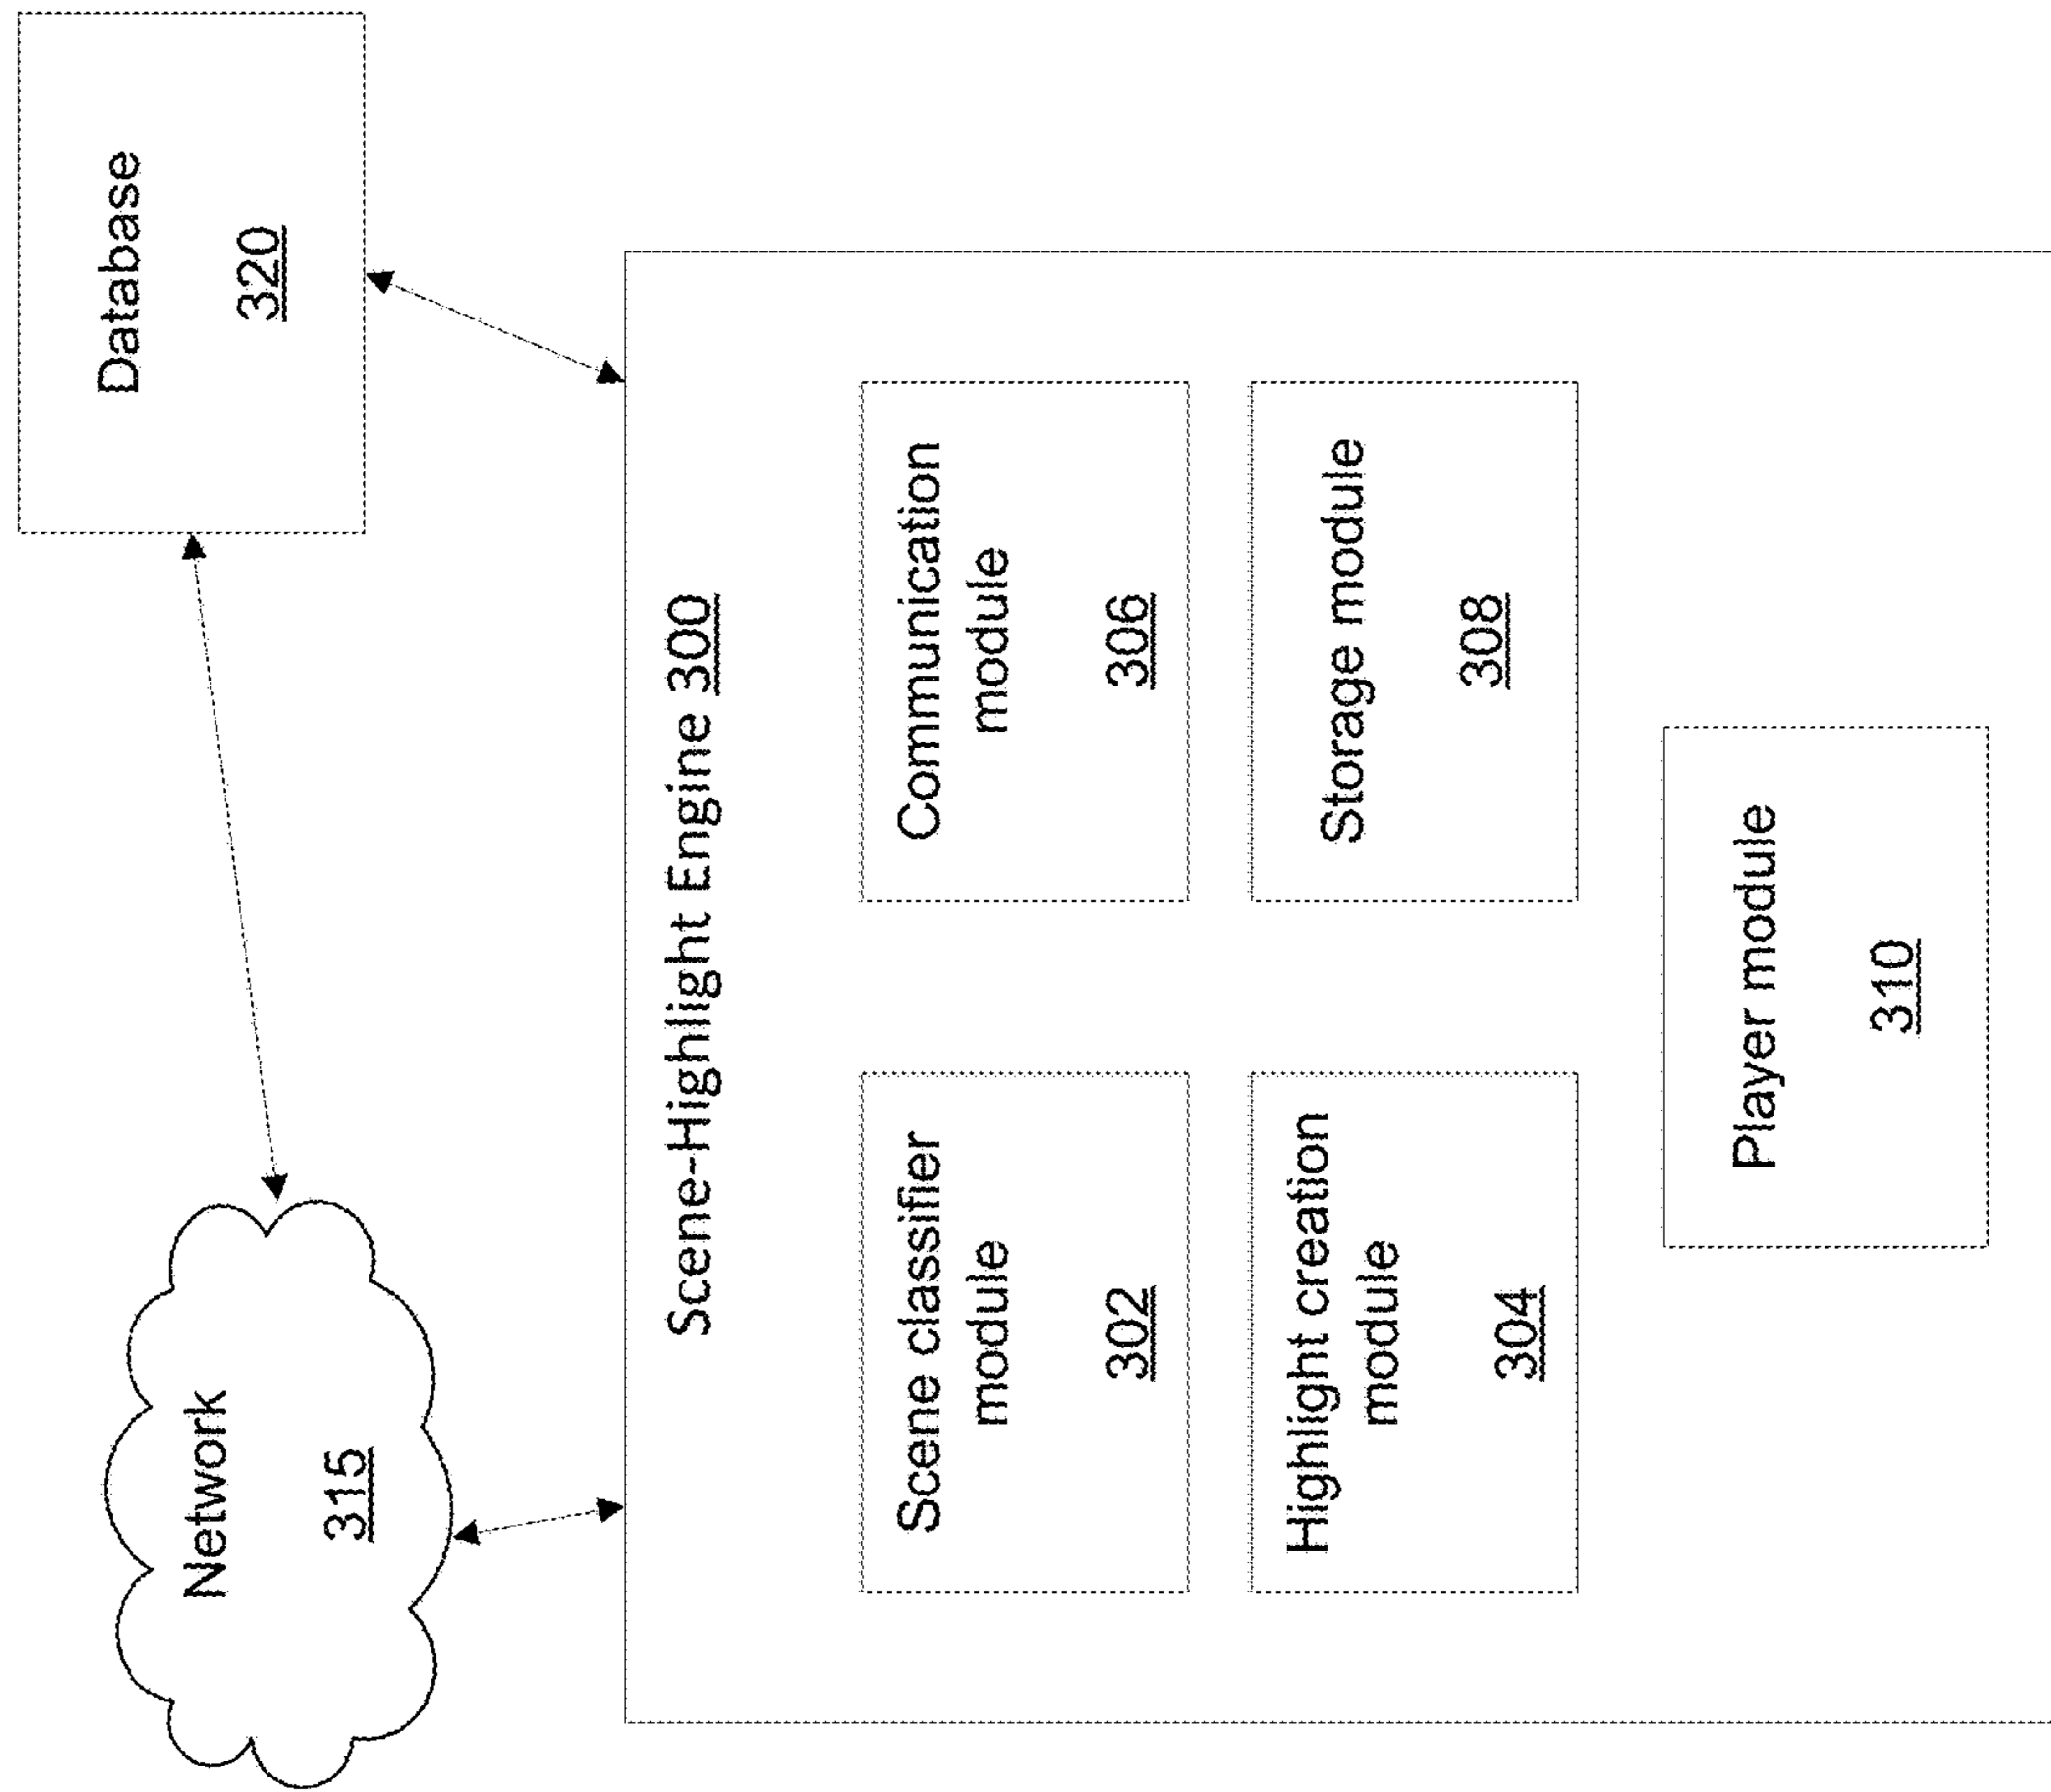 Network
315
Database
320
Scene-Highlight Engine 300
Scene classifier
module
302
Communication
module
306
Highlight creation
module
304
Storage module
308
Player module
310